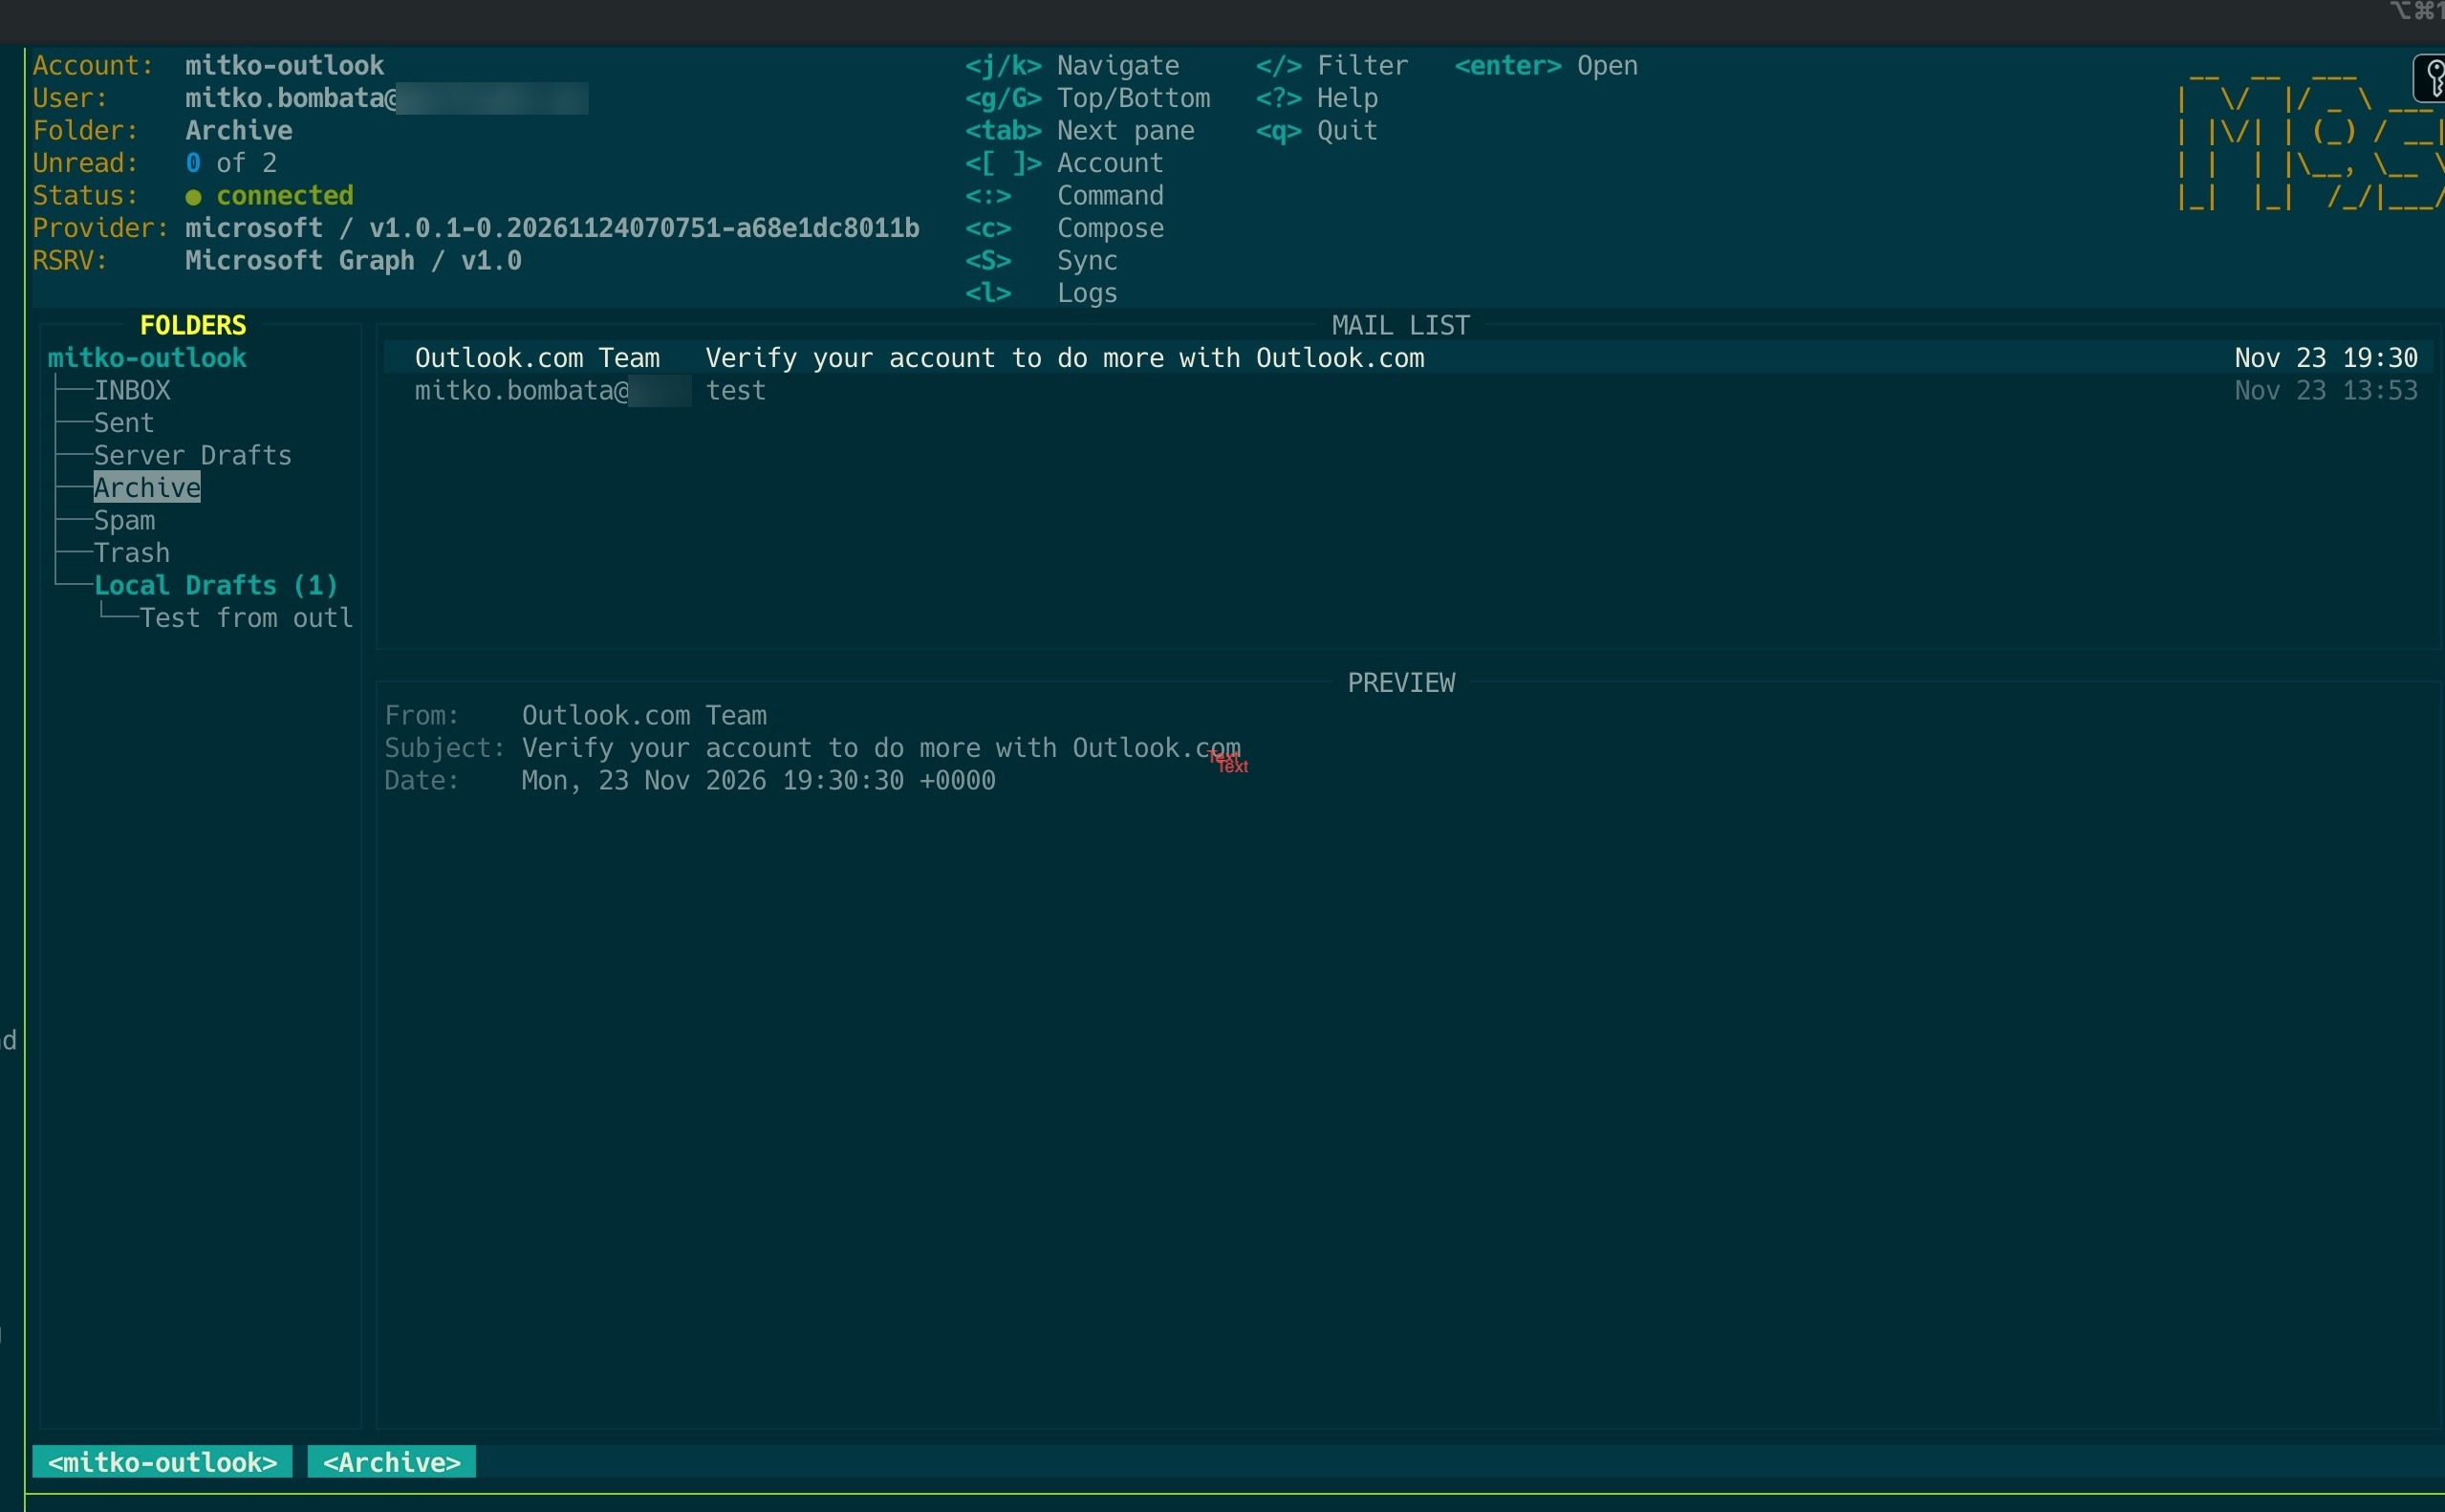 ⌥⌘1
Account: mitko-outlook
User: mitko.bombata@
Folder: Archive
Unread: 0 of 2
Status: ● connected
Provider: microsoft / v1.0.1-0.20261124070751-a68e1dc8011b
RSRV: Microsoft Graph / v1.0
<j/k> Navigate </> Filter <enter> Open
<g/G> Top/Bottom <?> Help
<tab> Next pane <q> Quit
<[ ]> Account
<:> Command
<c> Compose
<S> Sync
<l> Logs
FOLDERS
mitko-outlook
INBOX
Sent
Server Drafts
Archive
Spam
Trash
Local Drafts (1)
Test from outl
MAIL LIST
Outlook.com Team Verify your account to do more with Outlook.com Nov 23 19:30
mitko.bombata@ test Nov 23 13:53
PREVIEW
From: Outlook.com Team
Subject: Verify your account to do more with Outlook.com
Date: Mon, 23 Nov 2026 19:30:30 +0000
Text
Text
<mitko-outlook> <Archive>